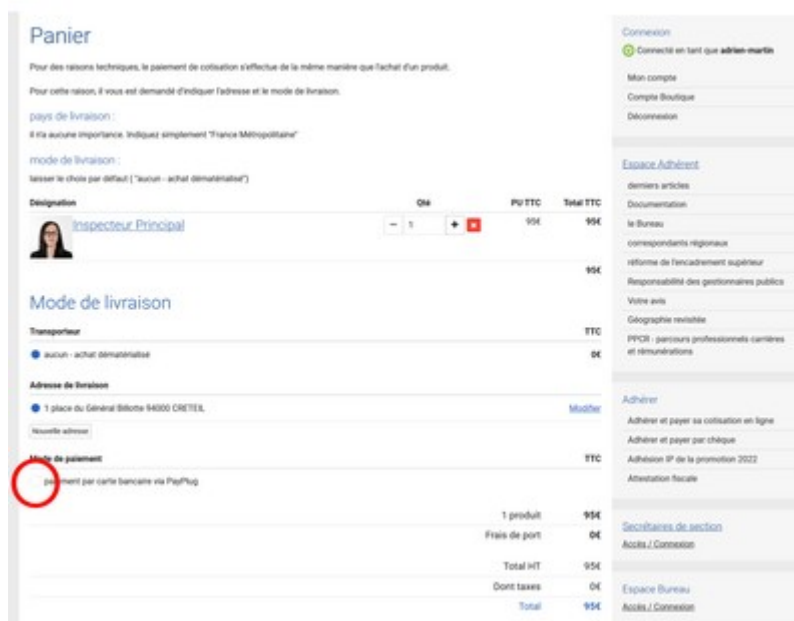 Panier
Pour des raisons techniques, le paiement de cotisation s'effectue de la même manière que l'achat d'un produit.
Pour cette raison, il vous est demandé d'indiquer l'adresse et le mode de livraison.
pays de livraison :
il n'a aucune importance. Indiquez simplement "France Métropolitaine"
mode de livraison :
laisser le choix par défaut ( "aucun - achat dématérialisé")
Désignation Qté PU TTC Total TTC
Inspecteur Principal − 1 + 95€ 95€
95€
Mode de livraison
Transporteur TTC
aucun - achat dématérialisé 0€
Adresse de livraison
1 place du Général Billotte 94000 CRETEIL Modifier
Nouvelle adresse
Mode de paiement TTC
paiement par carte bancaire via PayPlug
1 produit 95€
Frais de port 0€
Total HT 95€
Dont taxes 0€
Total 95€
Connexion
Connecté en tant que adrien-martin
Mon compte
Compte Boutique
Déconnexion
Espace Adhérent
derniers articles
Documentation
le Bureau
correspondants régionaux
réforme de l'encadrement supérieur
Responsabilité des gestionnaires publics
Votre avis
Géographie revisitée
PPCR - parcours professionnels carrières
et rémunérations
Adhérer
Adhérer et payer sa cotisation en ligne
Adhérer et payer par chèque
Adhésion IP de la promotion 2022
Attestation fiscale
Secrétaires de section
Accès / Connexion
Espace Bureau
Accès / Connexion